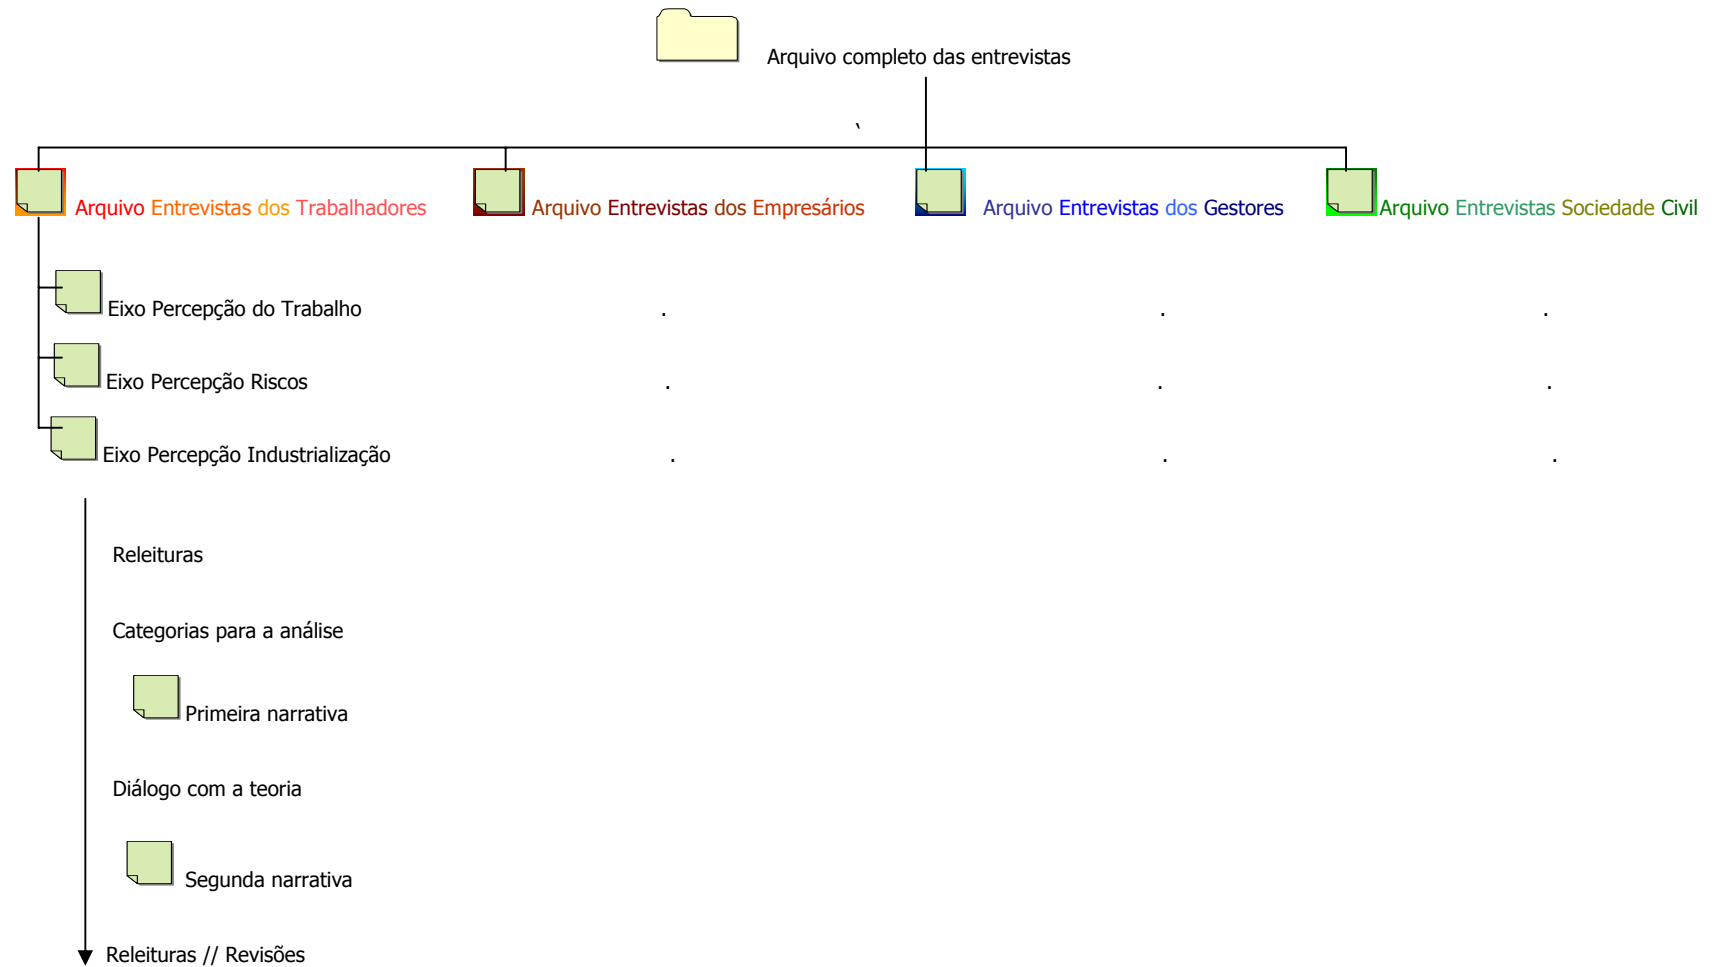 Arquivo completo das entrevistas
`
Arquivo Entrevistas dos Trabalhadores
Arquivo Entrevistas dos Empresários
Arquivo Entrevistas dos Gestores
Arquivo Entrevistas Sociedade Civil
Eixo Percepção do Trabalho . . .
Eixo Percepção Riscos . . .
Eixo Percepção Industrialização . . .
Releituras
Categorias para a análise
Primeira narrativa
Diálogo com a teoria
Segunda narrativa
Releituras // Revisões